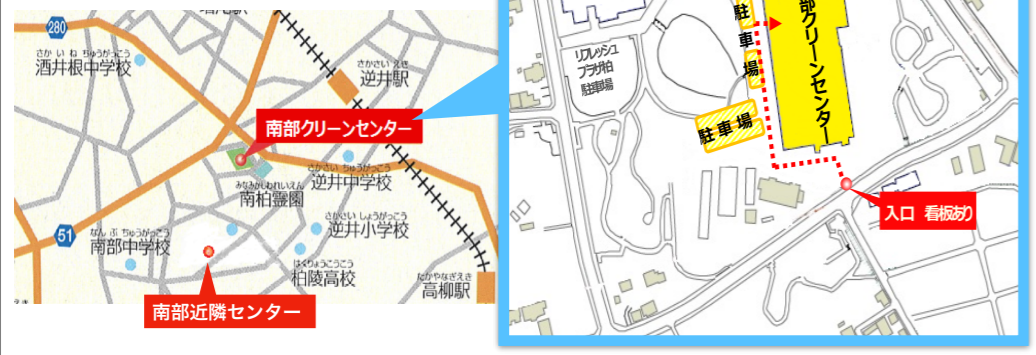 280
さかいねちゅうがっこう
酒井根中学校
さかさいえき
逆井駅
南部クリーンセンター
さかさいちゅうがっこう
逆井中学校
みなみかしわれいえん
南柏霊園
さかさいしょうがっこう
逆井小学校
51
なんぶちゅうがっこう
南部中学校
はくりょうこうこう
柏陵高校
たかやなぎえき
高柳駅
南部近隣センター
リフレッシュ
プラザ柏
駐車場
駐車場
駐車場
部クリーンセンター
入口 看板あり